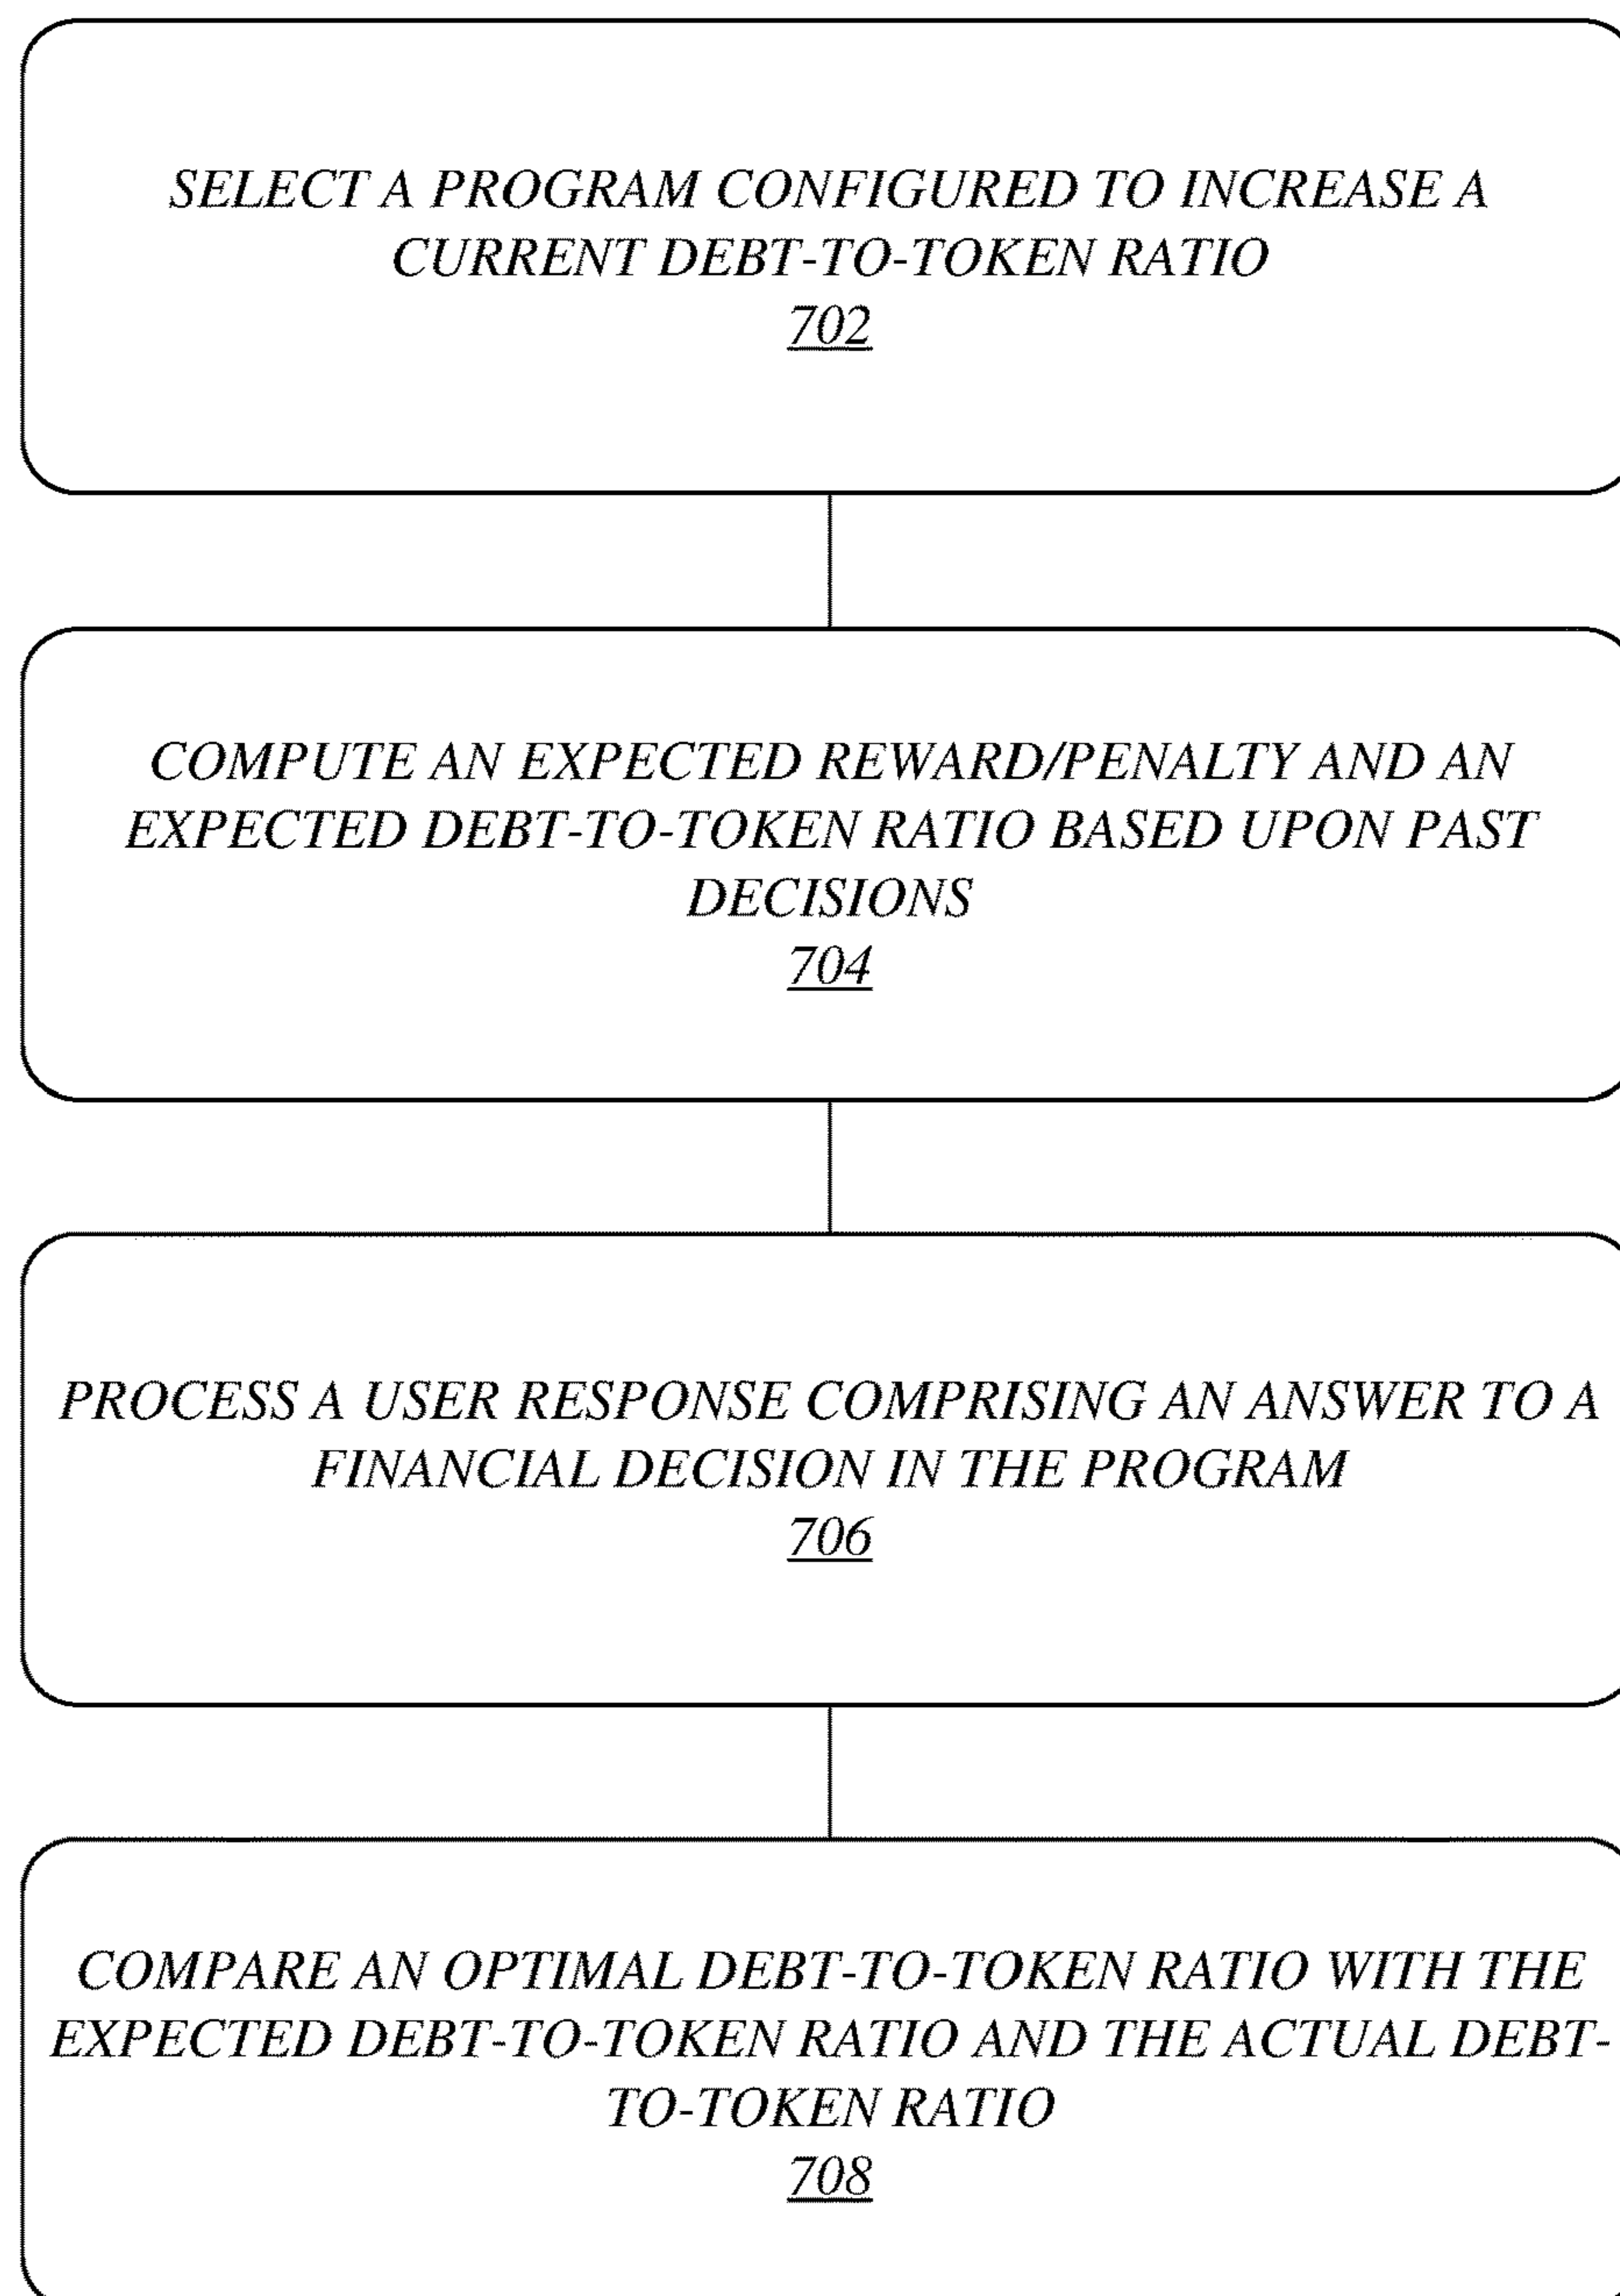 SELECT A PROGRAM CONFIGURED TO INCREASE A
CURRENT DEBT-TO-TOKEN RATIO
702
COMPUTE AN EXPECTED REWARD/PENALTY AND AN
EXPECTED DEBT-TO-TOKEN RATIO BASED UPON PAST
DECISIONS
704
PROCESS A USER RESPONSE COMPRISING AN ANSWER TO A
FINANCIAL DECISION IN THE PROGRAM
706
COMPARE AN OPTIMAL DEBT-TO-TOKEN RATIO WITH THE
EXPECTED DEBT-TO-TOKEN RATIO AND THE ACTUAL DEBT-
TO-TOKEN RATIO
708